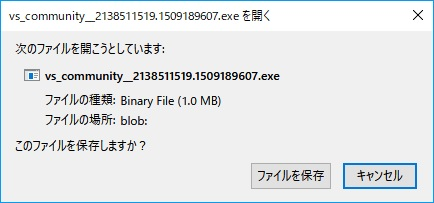 vs_community__2138511519.1509189607.exe を開く
次のファイルを開こうとしています:
vs_community__2138511519.1509189607.exe
ファイルの種類: Binary File (1.0 MB)
ファイルの場所: blob:
このファイルを保存しますか?
ファイルを保存 キャンセル